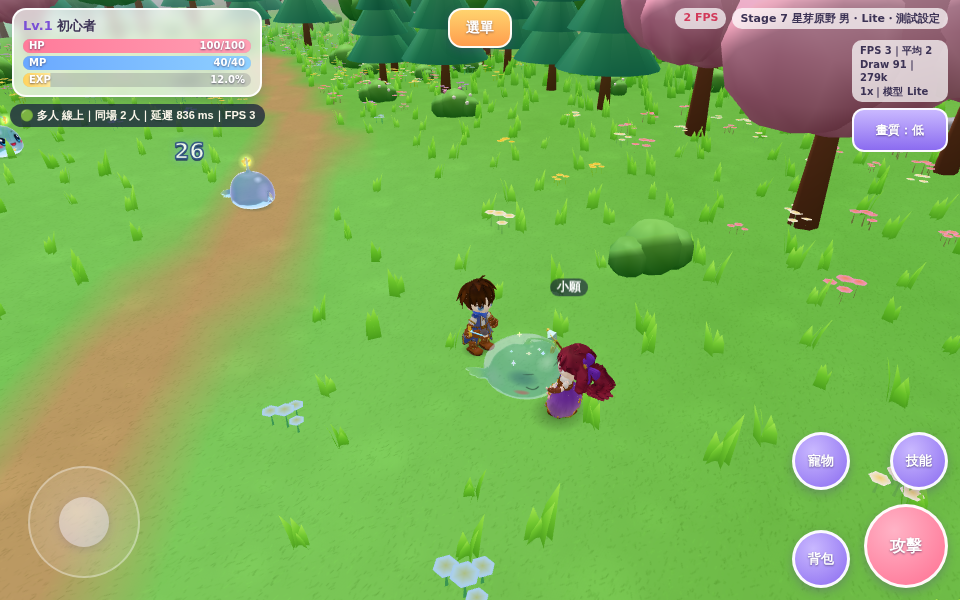 Lv.1 初心者
HP 100/100
MP 40/40
EXP 12.0%
多人 線上｜同場 2 人｜延遲 836 ms｜FPS 3
選單
2 FPS
Stage 7 星芽原野 男・Lite・測試設定
FPS 3｜平均 2
Draw 91｜
279k
1x｜模型 Lite
畫質：低
26
小願
寵物
技能
背包
攻擊